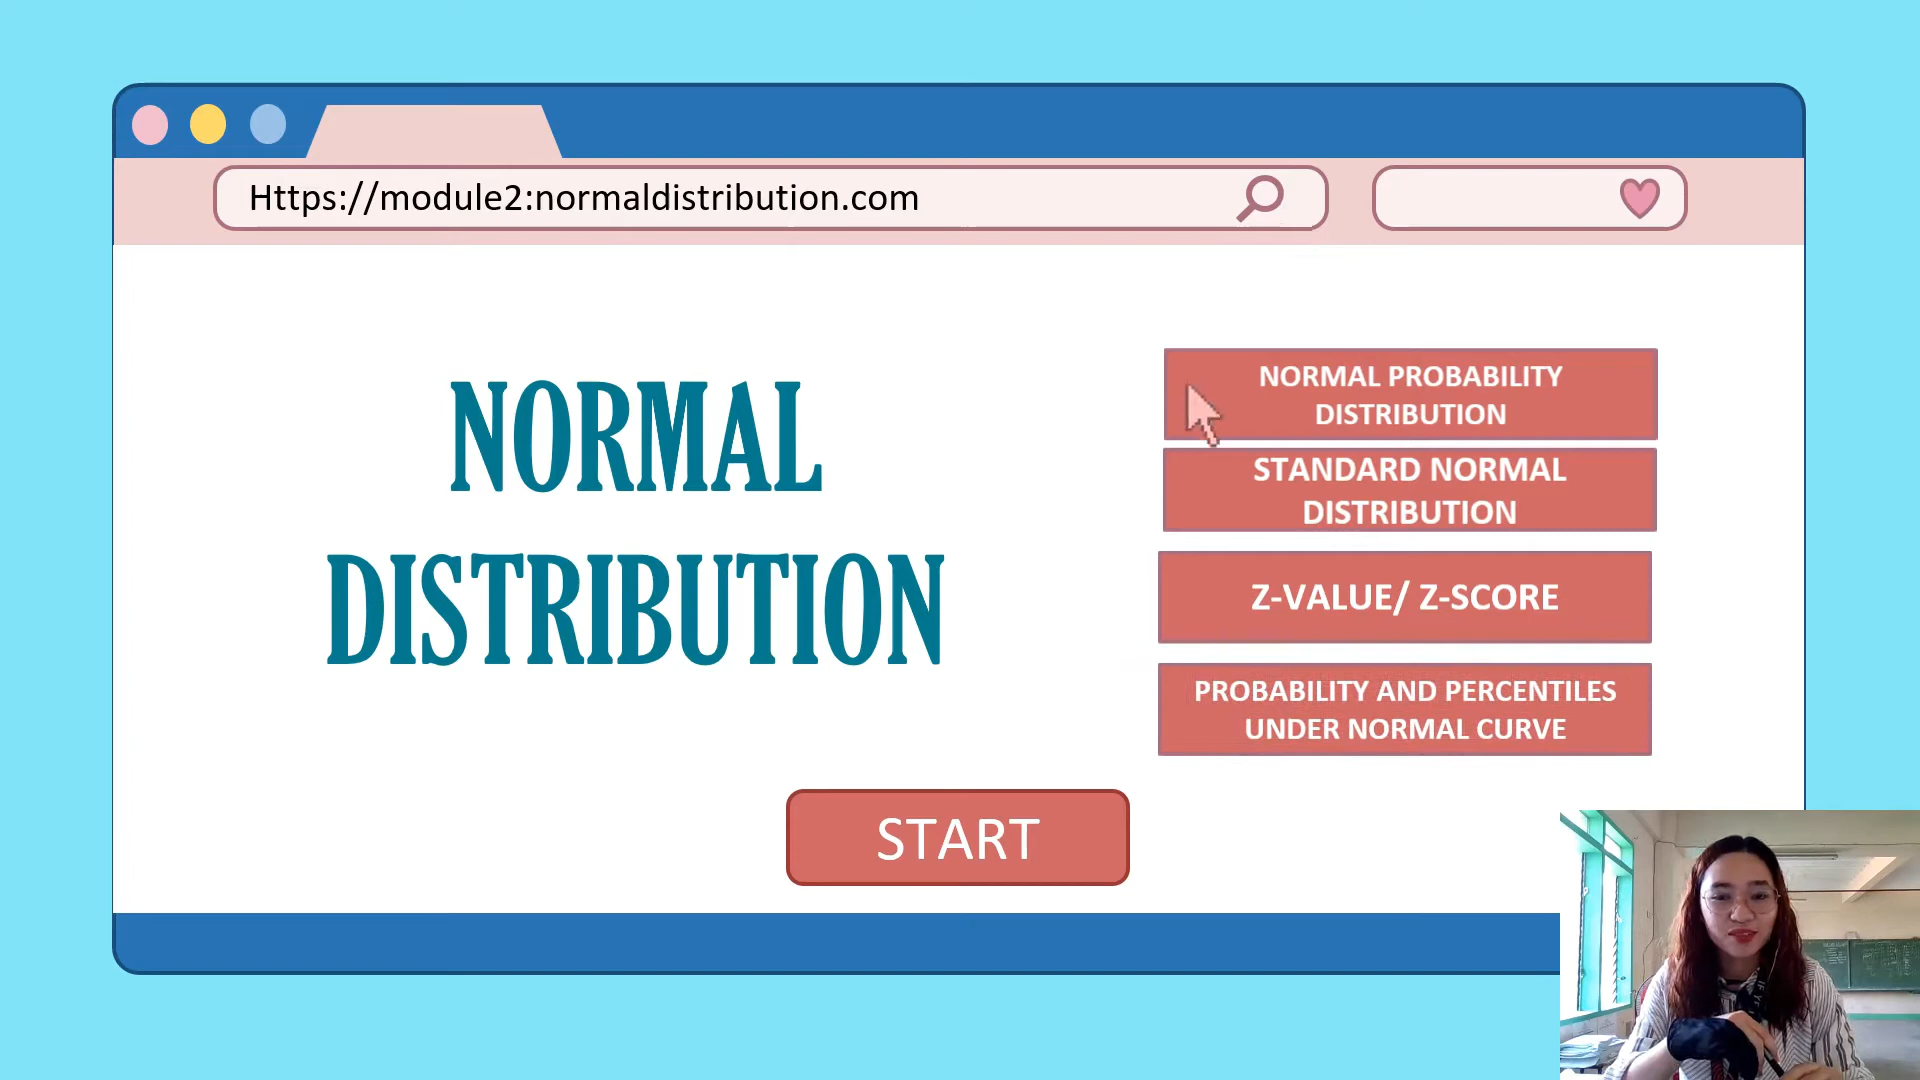 Https://module2:normaldistribution.com
NORMAL
DISTRIBUTION
NORMAL PROBABILITY
DISTRIBUTION
STANDARD NORMAL
DISTRIBUTION
Z-VALUE/ Z-SCORE
PROBABILITY AND PERCENTILES
UNDER NORMAL CURVE
START